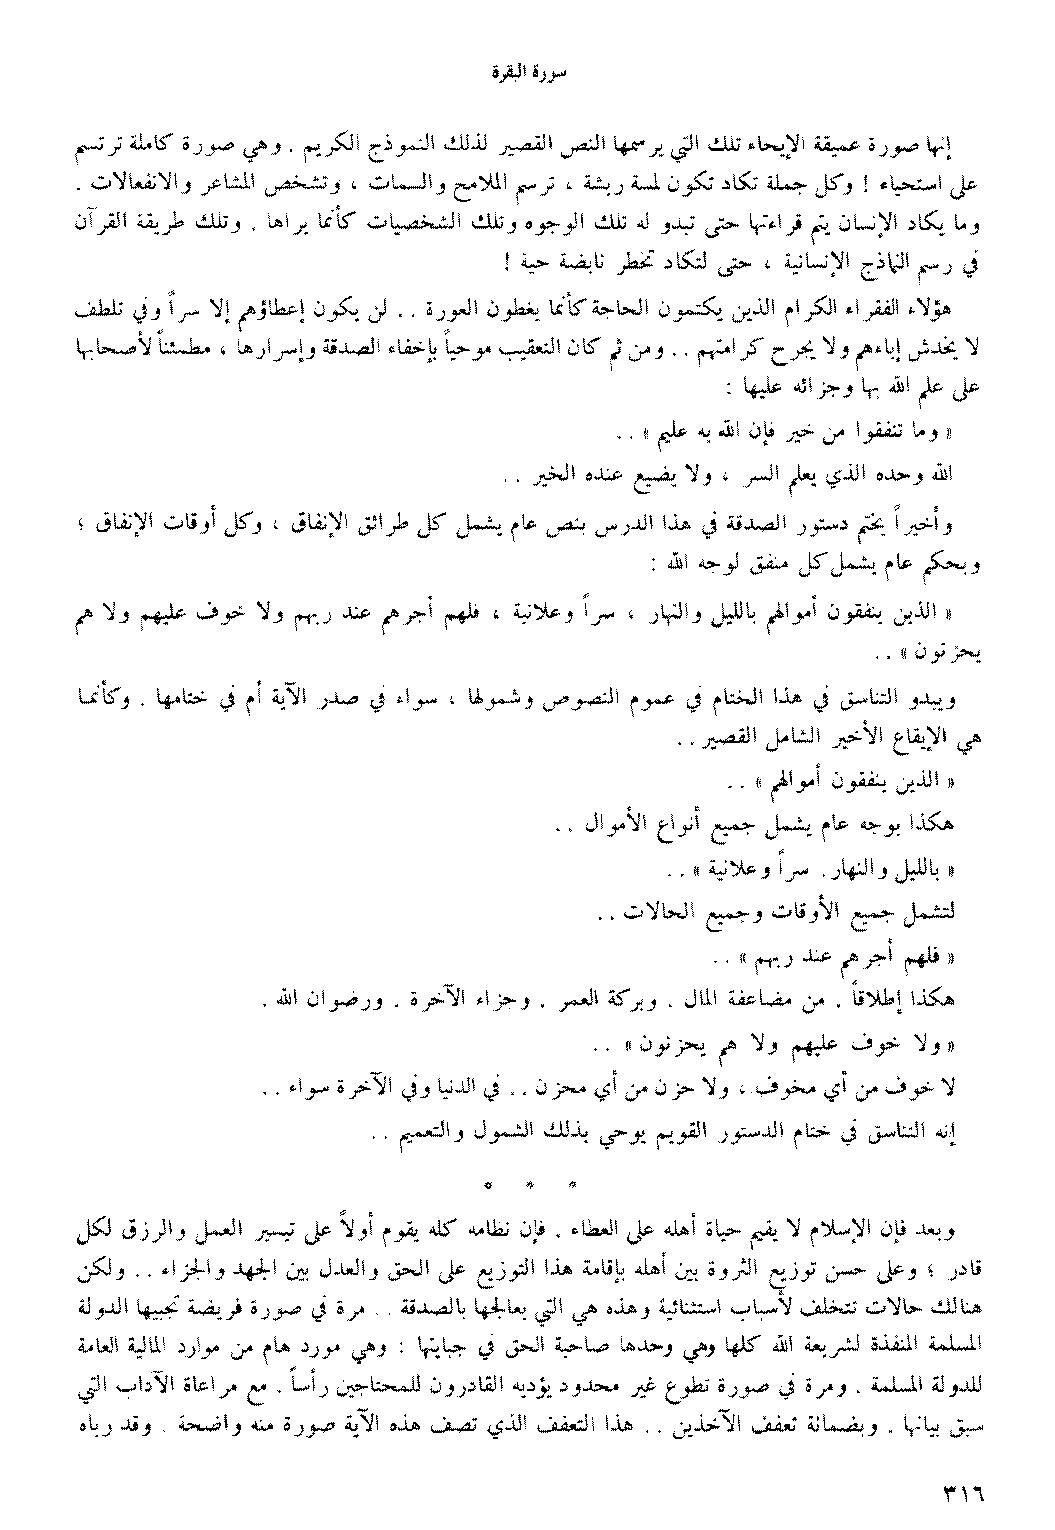 سورة البقرة
إنها صورة عميقة الإيحاء تلك التي يرسمها النص القصير لذلك النموذج الكريم . وهي صورة كاملة ترتسم
على استحياء ! وكل جملة تكاد تكون لمسة ريشة ، ترسم الملامح والسمات ، وتشخص المشاعر والانفعالات .
وما يكاد الإنسان يتم قراءتها حتى تبدو له تلك الوجوه وتلك الشخصيات كأنما يراها . وتلك طريقة القرآن
في رسم النماذج الإنسانية ، حتى لتكاد تخطر نابضة حية !
هؤلاء الفقراء الكرام الذين يكتمون الحاجة كأنما يغطون العورة .. لن يكون إعطاؤهم إلا سراً وفي تلطف
لا يخدش إباءهم ولا يجرح كرامتهم .. ومن ثم كان التعقيب موحياً بإخفاء الصدقة وإسرارها ، مطمئناً لأصحابها
على علم الله بها وجزائه عليها :
« وما تنفقوا من خير فإن الله به عليم » ..
الله وحده الذي يعلم السر ، ولا يضيع عنده الخير ..
وأخيراً يختم دستور الصدقة في هذا الدرس بنص عام يشمل كل طرائق الإنفاق ، وكل أوقات الإنفاق ؛
وبحكم عام يشمل كل منفق لوجه الله :
« الذين ينفقون أموالهم بالليل والنهار ، سراً وعلانية ، فلهم أجرهم عند ربهم ولا خوف عليهم ولا هم
يحزنون » ..
ويبدو التناسق في هذا الختام في عموم النصوص وشمولها ، سواء في صدر الآية أم في ختامها . وكأنما
هي الإيقاع الأخير الشامل القصير ..
« الذين ينفقون أموالهم » ..
هكذا بوجه عام يشمل جميع أنواع الأموال ..
« بالليل والنهار. سراً وعلانية » ..
لتشمل جميع الأوقات وجميع الحالات ..
« فلهم أجرهم عند ربهم » ..
هكذا إطلاقاً . من مضاعفة المال . وبركة العمر . وجزاء الآخرة . ورضوان الله .
« ولا خوف عليهم ولا هم يحزنون » ..
لا خوف من أي مخوف ، ولا حزن من أي محزن .. في الدنيا وفي الآخرة سواء ..
إنه التناسق في ختام الدستور القويم يوحي بذلك الشمول والتعميم ..
* * *
وبعد فإن الإسلام لا يقيم حياة أهله على العطاء . فإن نظامه كله يقوم أولاً على تيسير العمل والرزق لكل
قادر ؛ وعلى حسن توزيع الثروة بين أهله بإقامة هذا التوزيع على الحق والعدل بين الجهد والجزاء .. ولكن
هنالك حالات تتخلف لأسباب استثنائية وهذه هي التي يعالجها بالصدقة .. مرة في صورة فريضة تجبيها الدولة
المسلمة المنفذة لشريعة الله كلها وهي وحدها صاحبة الحق في جبايتها : وهي مورد هام من موارد المالية العامة
للدولة المسلمة . ومرة في صورة تطوع غير محدود يؤديه القادرون للمحتاجين رأساً . مع مراعاة الآداب التي
سبق بيانها . وبضمانة تعفف الآخذين .. هذا التعفف الذي تصف هذه الآية صورة منه واضحة . وقد رباه
٣١٦